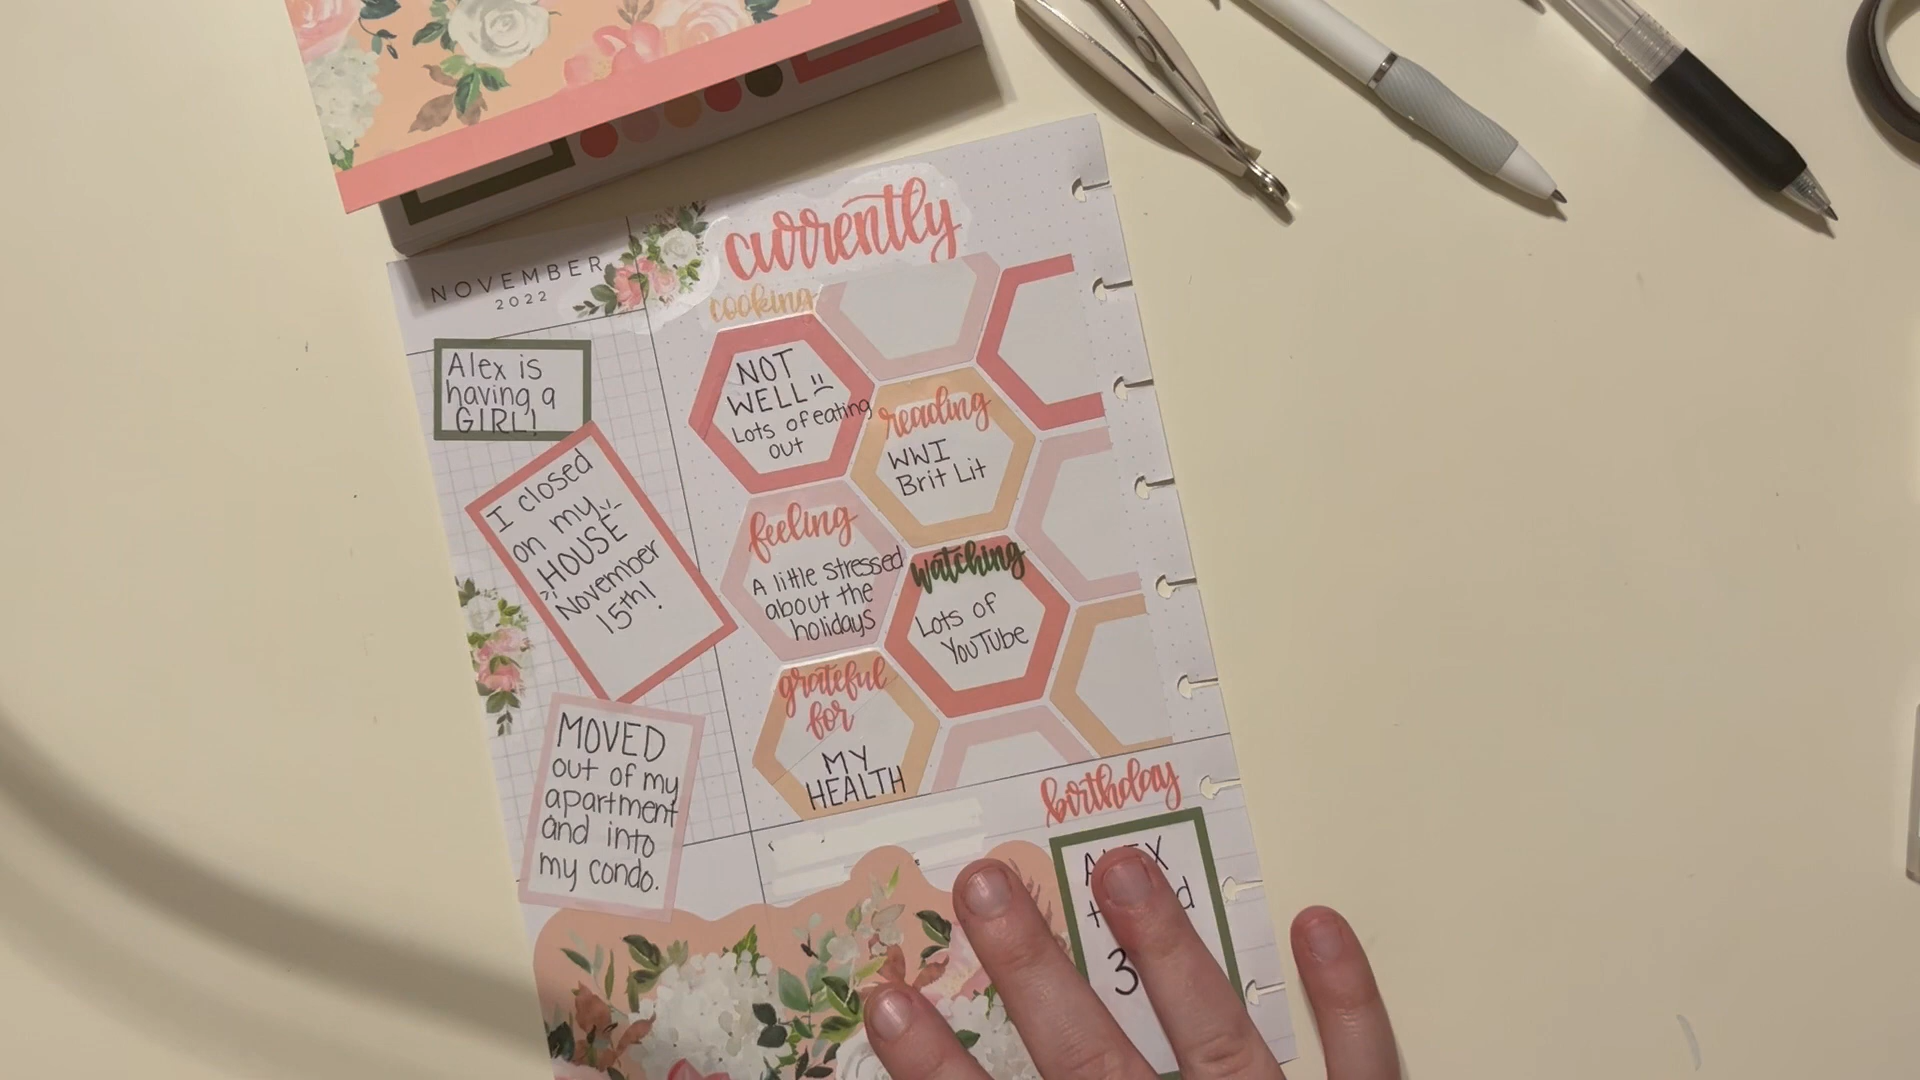 NOVEMBER
2022
currently
Alex is
having a
GIRL!
I closed
on my
HOUSE
November
15th!
MOVED
out of my
apartment
and into
my condo.
cooking
NOT
WELL
Lots of eating
out
reading
WWI
Brit Lit
feeling
A little stressed
about the
holidays
watching
Lots of
YouTube
grateful
for
MY
HEALTH
birthday
3